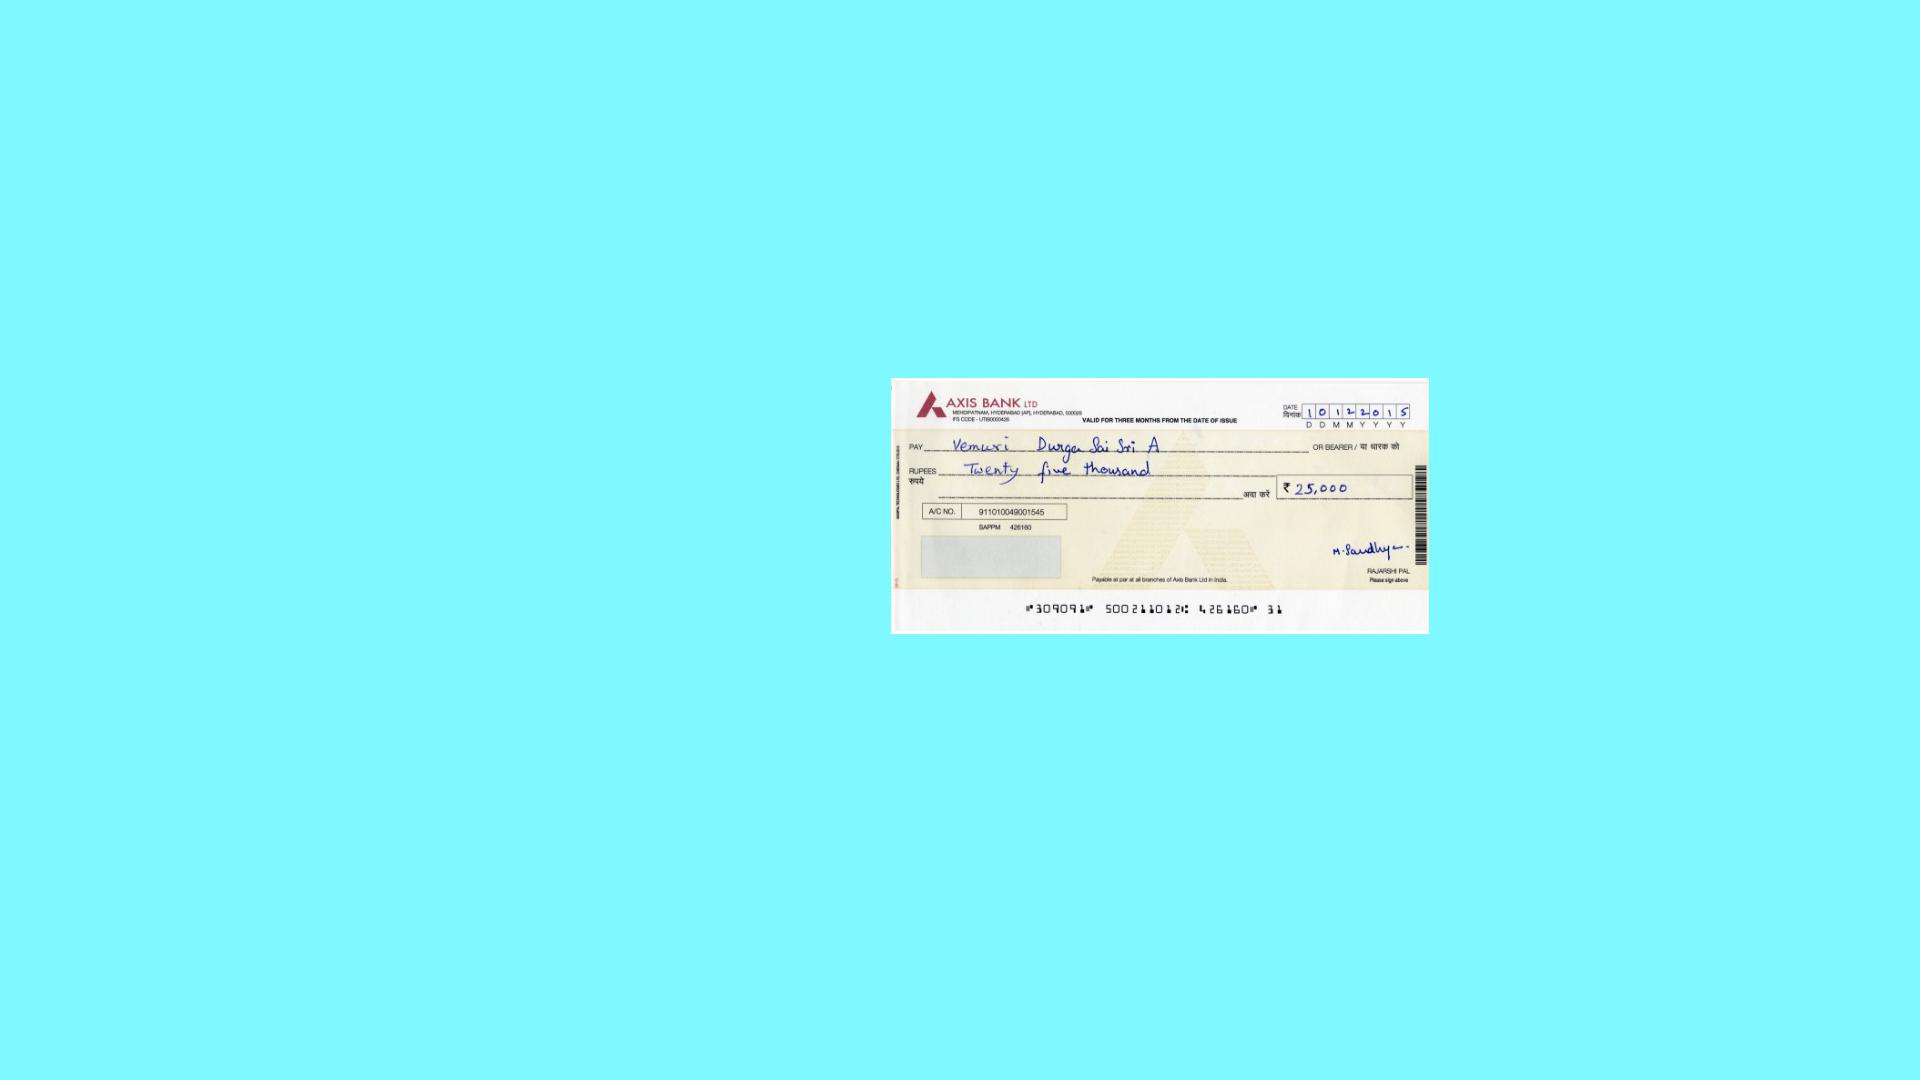 AXIS BANK LTD
MEHDIPATNAM, HYDERABAD [AP], HYDERABAD, 500028
IFS CODE - UTIB0000426
VALID FOR THREE MONTHS FROM THE DATE OF ISSUE
DATE
दिनांक 1 0 1 2 2 0 1 5
D D M M Y Y Y Y
PAY Vemuri Durga Sai Sri A OR BEARER / या धारक को
RUPEES Twenty five thousand
रुपये
अदा करें ₹ 25,000
A/C NO. 911010049001545
SAPPM 426160
M. Sandhya
RAJARSHI PAL
Please sign above
Payable at par at all branches of Axis Bank Ltd in India.
⑈309091⑈ 500211012⑆ 426160⑈ 31